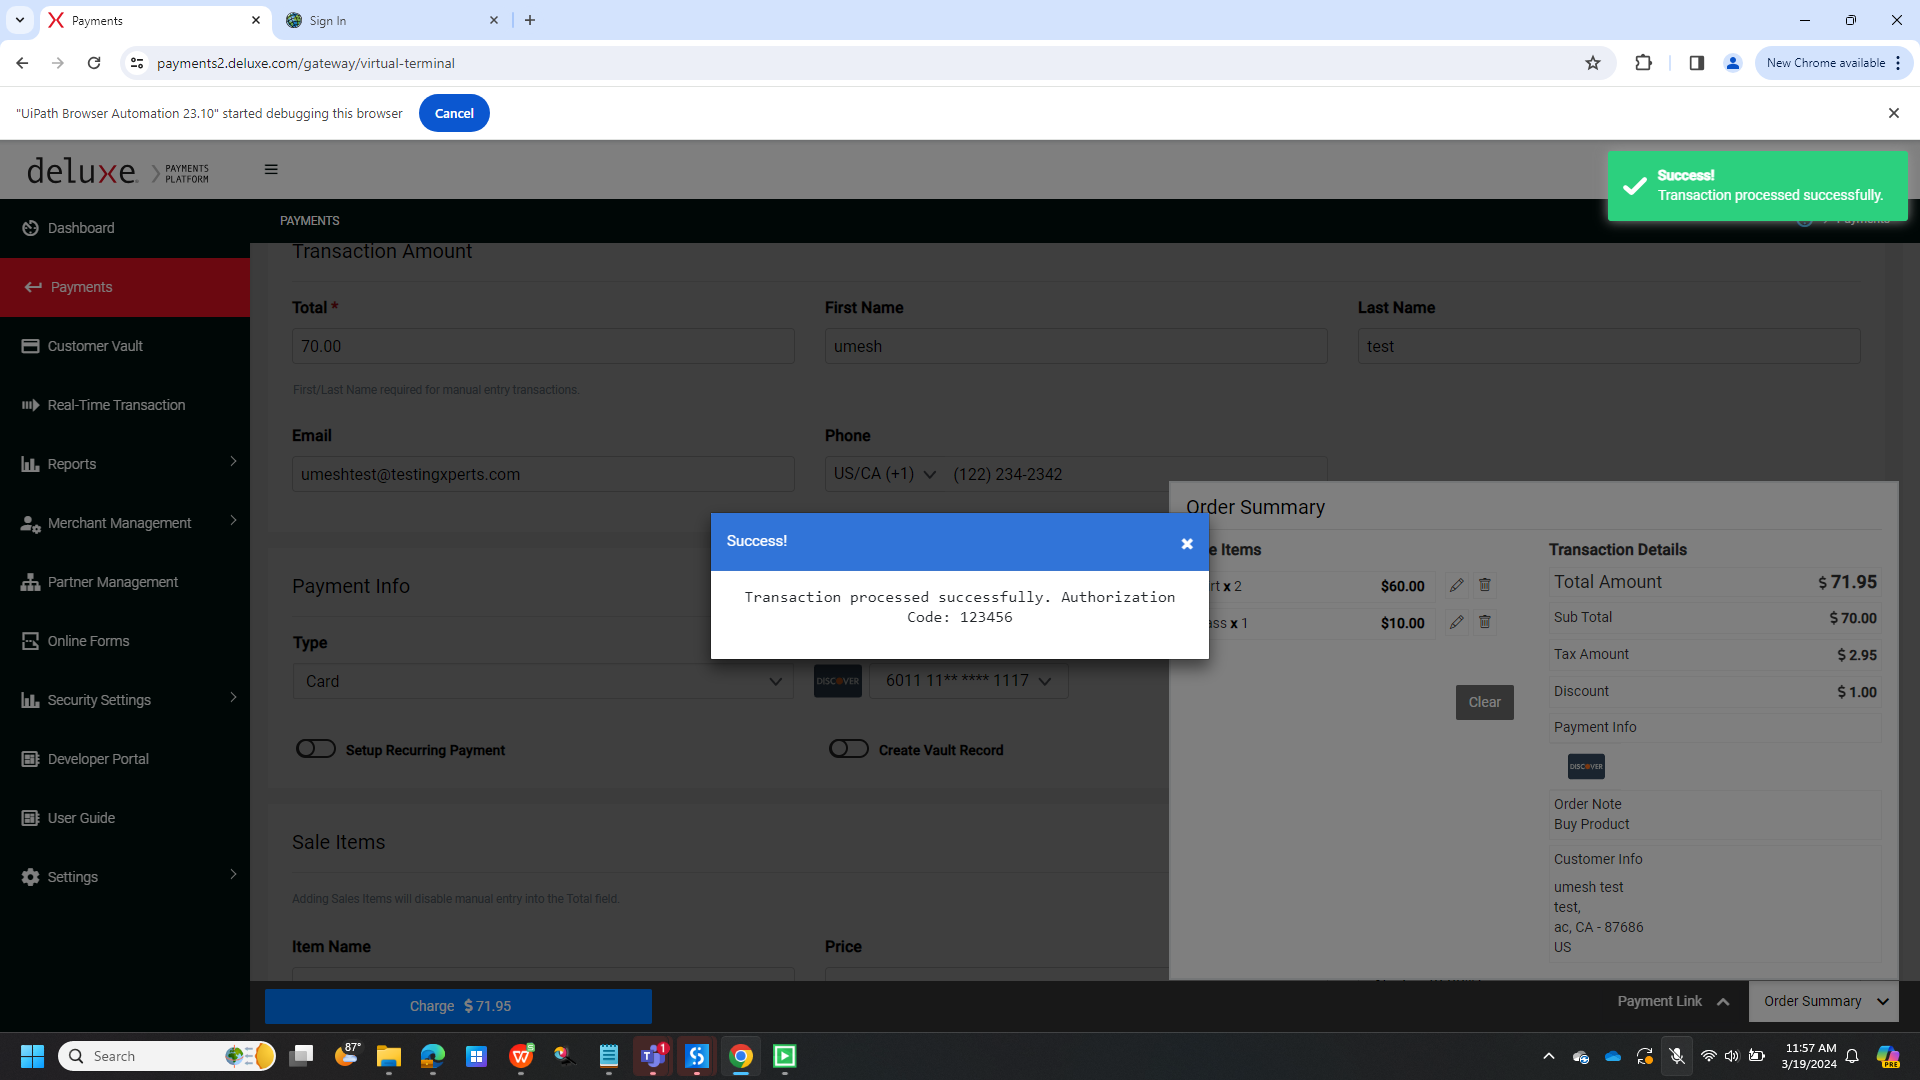 Payments
Sign In
payments2.deluxe.com/gateway/virtual-terminal
New Chrome available
"UiPath Browser Automation 23.10" started debugging this browser
Cancel
deluxe.
PAYMENTS
PLATFORM
Success!
Transaction processed successfully.
Dashboard
Payments
Customer Vault
Real-Time Transaction
Reports
Merchant Management
Partner Management
Online Forms
Security Settings
Developer Portal
User Guide
Settings
PAYMENTS
Payments
Transaction Amount
Total *
First Name
Last Name
70.00
umesh
test
First/Last Name required for manual entry transactions.
Email
Phone
umeshtest@testingxperts.com
US/CA (+1)
(122) 234-2342
Payment Info
Type
Card
DISCOVER
6011 11** **** 1117
Setup Recurring Payment
Create Vault Record
Sale Items
Adding Sales Items will disable manual entry into the Total field.
Item Name
Price
Charge $ 71.95
Success!
Transaction processed successfully. Authorization
Code: 123456
Order Summary
e Items
rt x 2
$60.00
ass x 1
$10.00
Clear
Transaction Details
Total Amount
$ 71.95
Sub Total
$ 70.00
Tax Amount
$ 2.95
Discount
$ 1.00
Payment Info
DISCOVER
Order Note
Buy Product
Customer Info
umesh test
test,
ac, CA - 87686
US
Payment Link
Order Summary
Search
87°
1
PRE
11:57 AM
3/19/2024